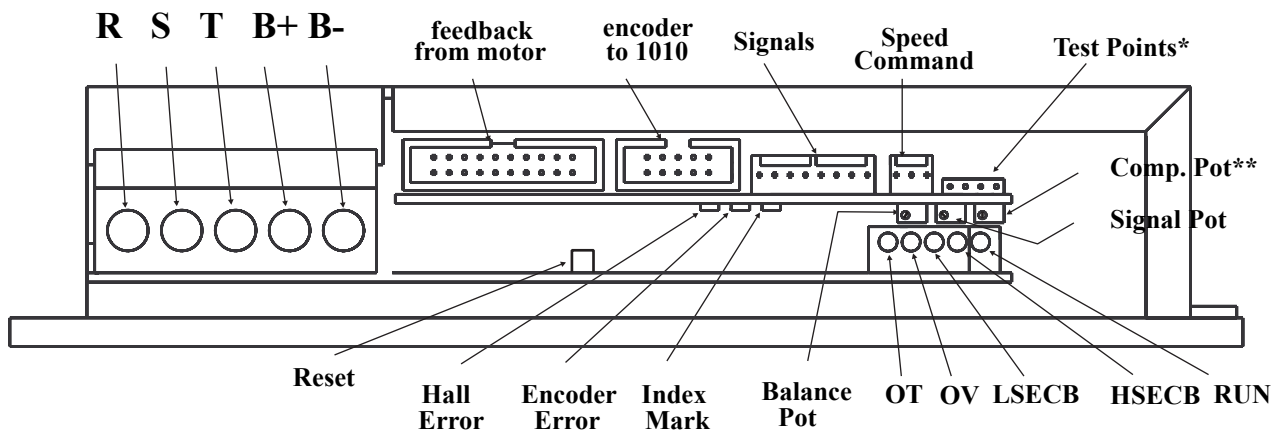 R S T B+ B-
feedback
from motor
encoder
to 1010
Signals
Speed
Command
Test Points*
Comp. Pot**
Signal Pot
Reset
Hall
Error
Encoder
Error
Index
Mark
Balance
Pot
OT OV LSECB HSECB RUN